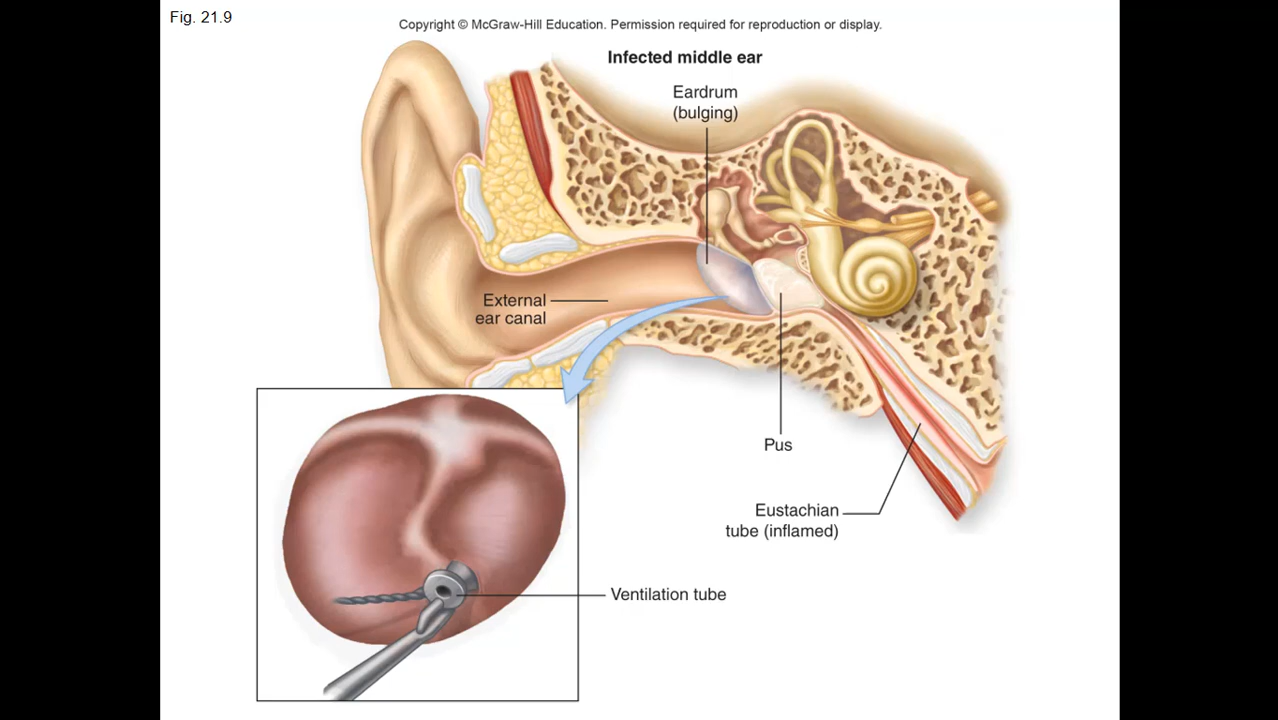 Fig. 21.9
Copyright © McGraw-Hill Education. Permission required for reproduction or display.
Infected middle ear
Eardrum
(bulging)
External
ear canal
Pus
Eustachian
tube (inflamed)
Ventilation tube